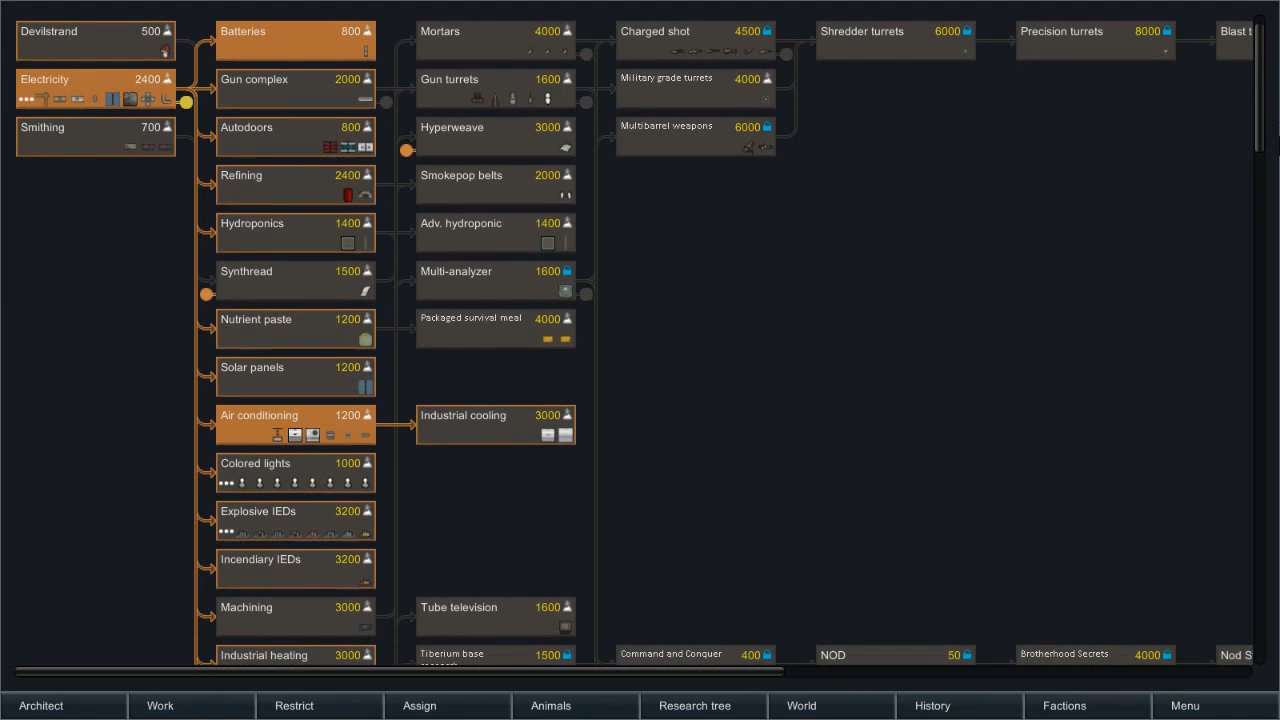 Devilstrand 500
Batteries 800
Mortars 4000
Charged shot 4500
Shredder turrets 6000
Precision turrets 8000
Blast t
Electricity 2400
Gun complex 2000
Gun turrets 1600
Military grade turrets 4000
Smithing 700
Autodoors 800
Hyperweave 3000
Multibarrel weapons 6000
Refining 2400
Smokepop belts 2000
Hydroponics 1400
Adv. hydroponic 1400
Synthread 1500
Multi-analyzer 1600
Nutrient paste 1200
Packaged survival meal 4000
Solar panels 1200
Air conditioning 1200
Industrial cooling 3000
Colored lights 1000
Explosive IEDs 3200
Incendiary IEDs 3200
Machining 3000
Tube television 1600
Industrial heating 3000
Tiberium base 1500
Command and Conquer 400
NOD 50
Brotherhood Secrets 4000
Nod S
Architect
Work
Restrict
Assign
Animals
Research tree
World
History
Factions
Menu